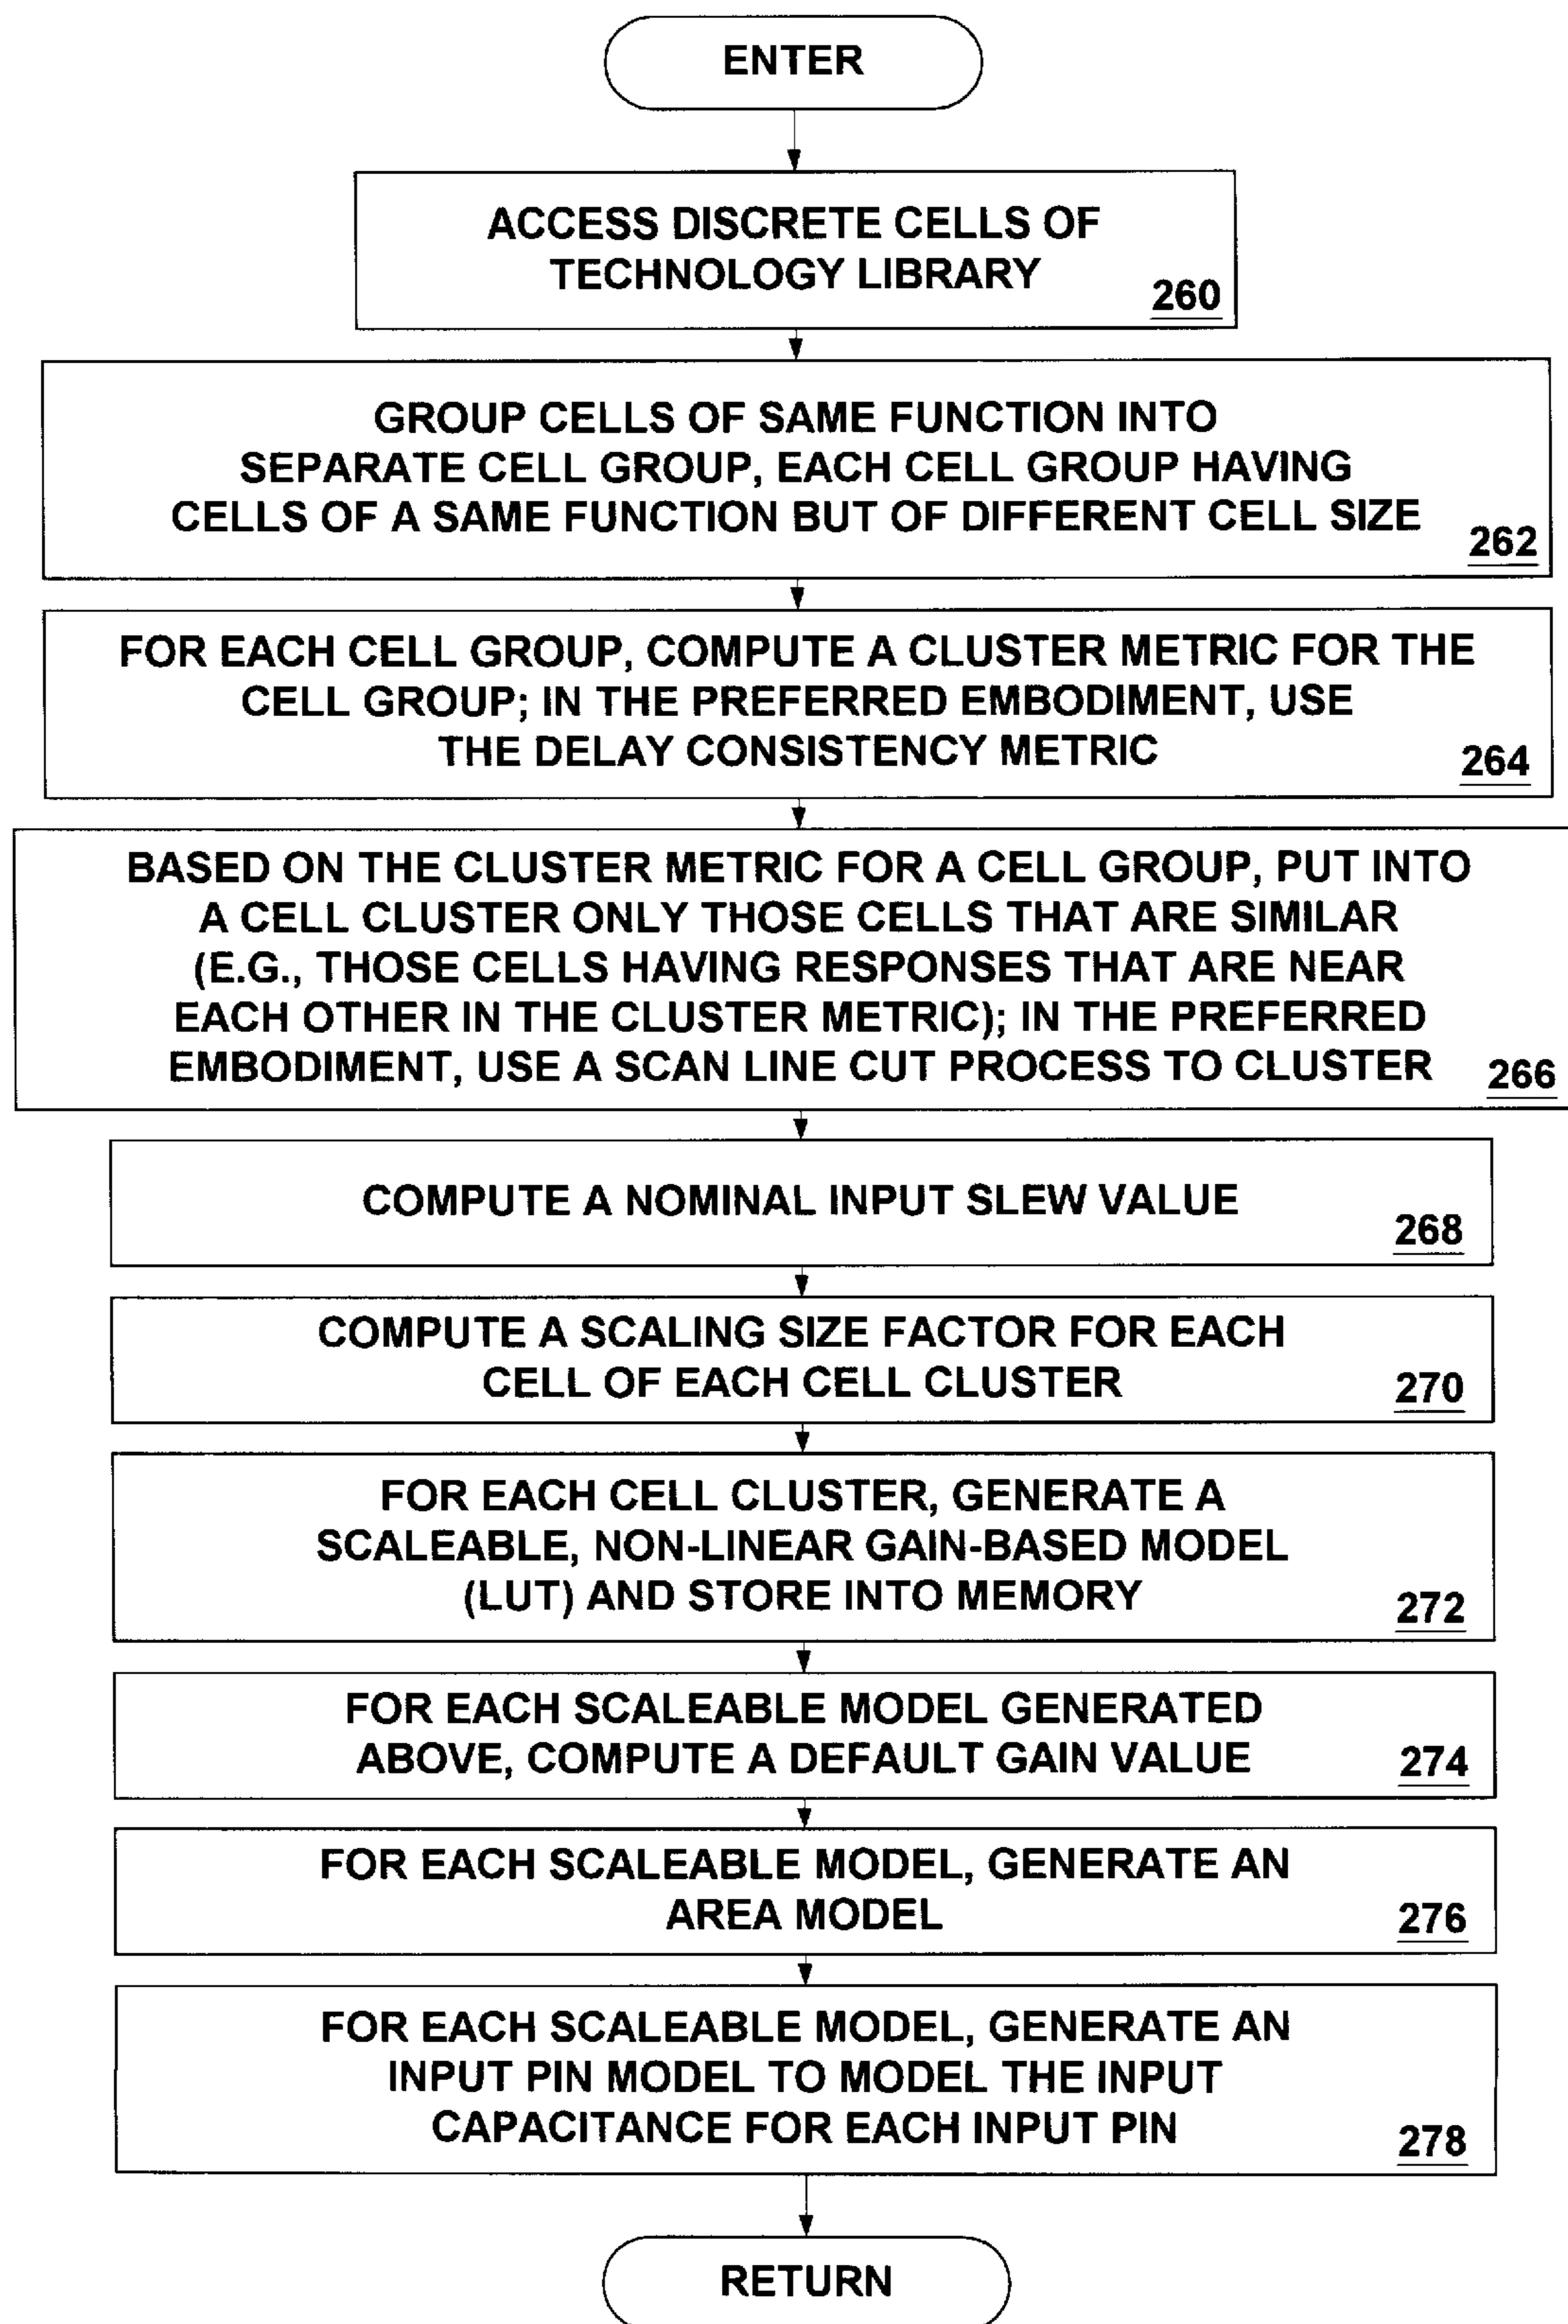 ENTER
ACCESS DISCRETE CELLS OF
TECHNOLOGY LIBRARY
260
GROUP CELLS OF SAME FUNCTION INTO
SEPARATE CELL GROUP, EACH CELL GROUP HAVING
CELLS OF A SAME FUNCTION BUT OF DIFFERENT CELL SIZE
262
FOR EACH CELL GROUP, COMPUTE A CLUSTER METRIC FOR THE
CELL GROUP; IN THE PREFERRED EMBODIMENT, USE
THE DELAY CONSISTENCY METRIC
264
BASED ON THE CLUSTER METRIC FOR A CELL GROUP, PUT INTO
A CELL CLUSTER ONLY THOSE CELLS THAT ARE SIMILAR
(E.G., THOSE CELLS HAVING RESPONSES THAT ARE NEAR
EACH OTHER IN THE CLUSTER METRIC); IN THE PREFERRED
EMBODIMENT, USE A SCAN LINE CUT PROCESS TO CLUSTER
266
COMPUTE A NOMINAL INPUT SLEW VALUE
268
COMPUTE A SCALING SIZE FACTOR FOR EACH
CELL OF EACH CELL CLUSTER
270
FOR EACH CELL CLUSTER, GENERATE A
SCALEABLE, NON-LINEAR GAIN-BASED MODEL
(LUT) AND STORE INTO MEMORY
272
FOR EACH SCALEABLE MODEL GENERATED
ABOVE, COMPUTE A DEFAULT GAIN VALUE
274
FOR EACH SCALEABLE MODEL, GENERATE AN
AREA MODEL
276
FOR EACH SCALEABLE MODEL, GENERATE AN
INPUT PIN MODEL TO MODEL THE INPUT
CAPACITANCE FOR EACH INPUT PIN
278
RETURN